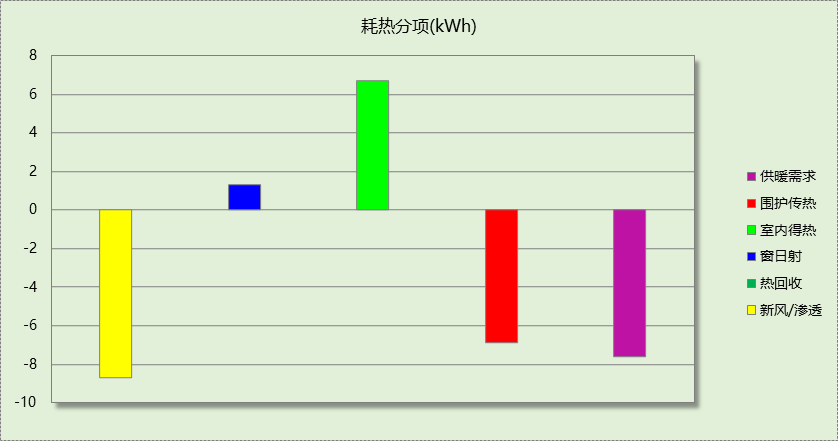 耗热分项(kWh)
8
6
4
2
0
-2
-4
-6
-8
-10
供暖需求
围护传热
室内得热
窗日射
热回收
新风/渗透